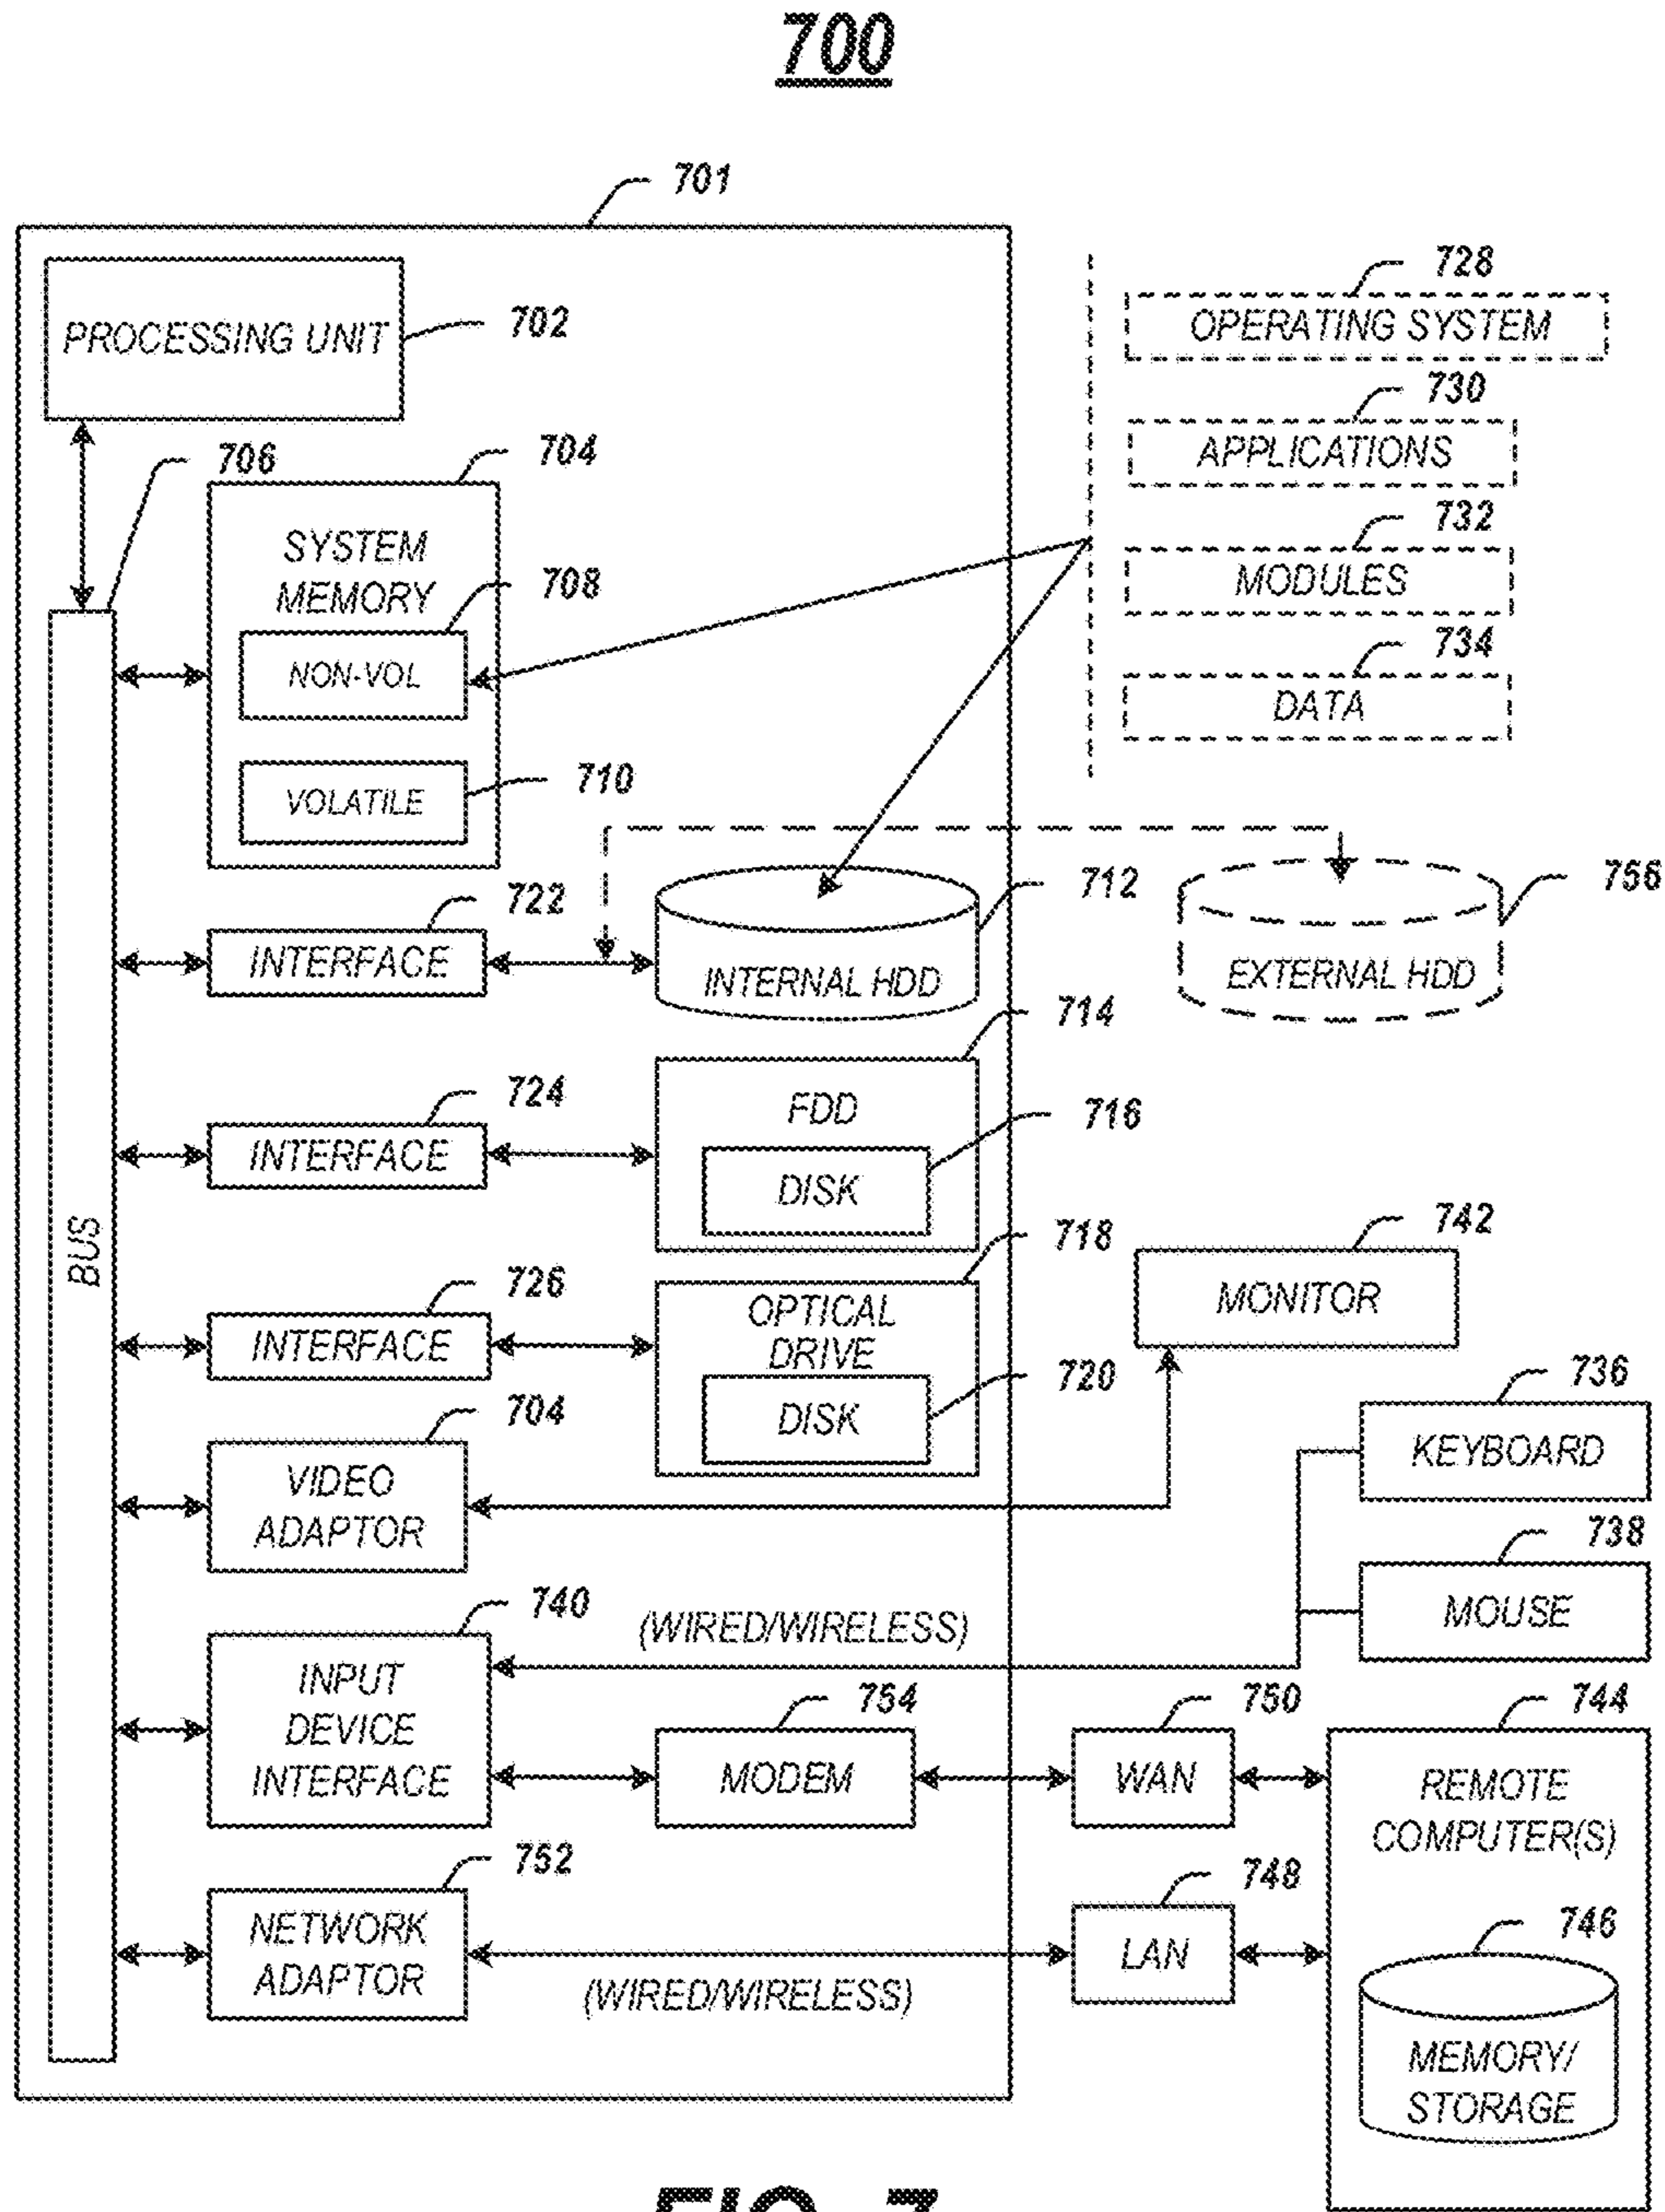 700
701
728
OPERATING SYSTEM
PROCESSING UNIT
702
730
APPLICATIONS
706
704
732
MODULES
SYSTEM
MEMORY
708
NON-VOL
734
DATA
710
VOLATILE
722
INTERFACE
712
INTERNAL HDD
756
EXTERNAL HDD
714
FDD
724
INTERFACE
716
DISK
BUS
718
OPTICAL
DRIVE
742
MONITOR
726
INTERFACE
720
DISK
736
KEYBOARD
704
VIDEO
ADAPTOR
738
MOUSE
740
INPUT
DEVICE
INTERFACE
(WIRED/WIRELESS)
754
MODEM
750
WAN
744
REMOTE
COMPUTER(S)
752
NETWORK
ADAPTOR
(WIRED/WIRELESS)
748
LAN
746
MEMORY/
STORAGE
FIG. 7